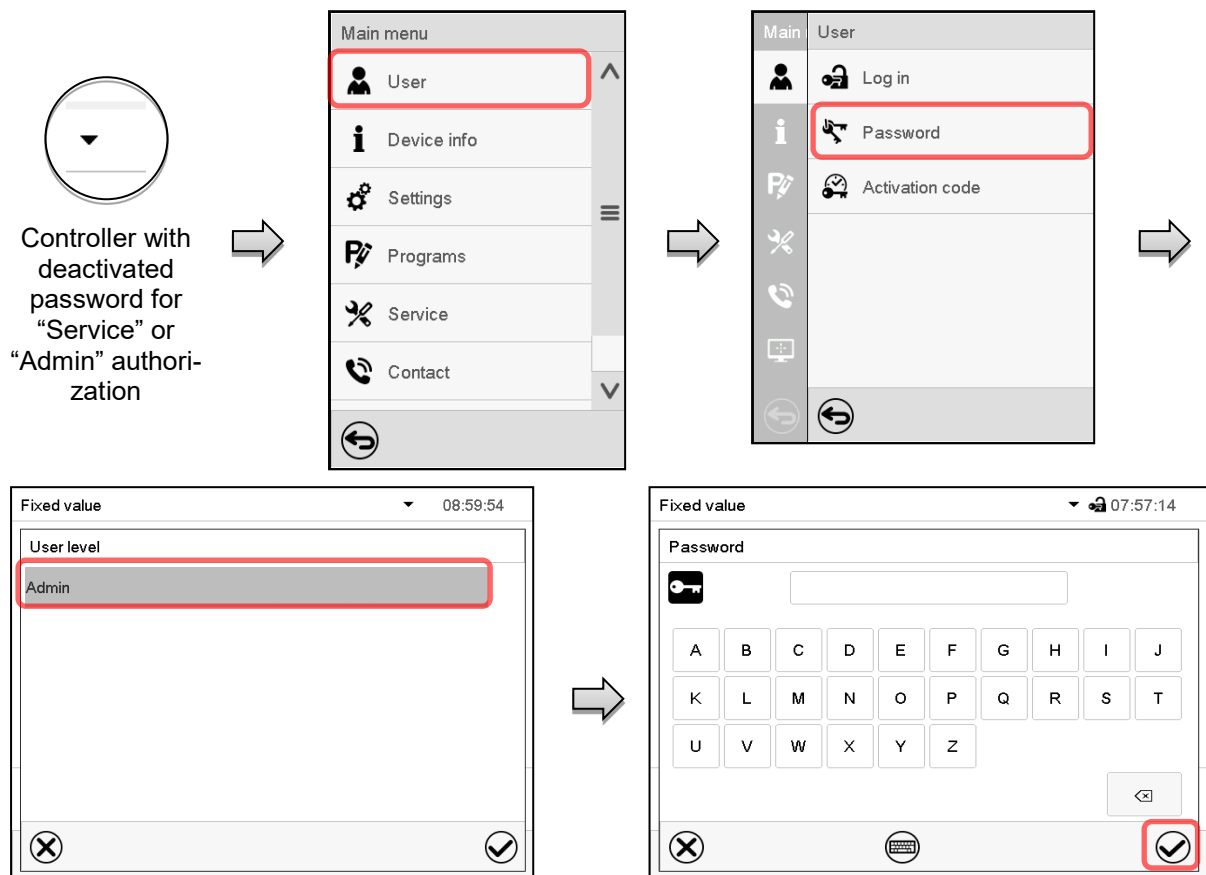 Controller with
deactivated
password for
“Service” or
“Admin” authori-
zation
Main menu
User
Device info
Settings
Programs
Service
Contact
Main
User
Log in
Password
Activation code
Fixed value 08:59:54
User level
Admin
Fixed value 07:57:14
Password
A B C D E F G H I J
K L M N O P Q R S T
U V W X Y Z